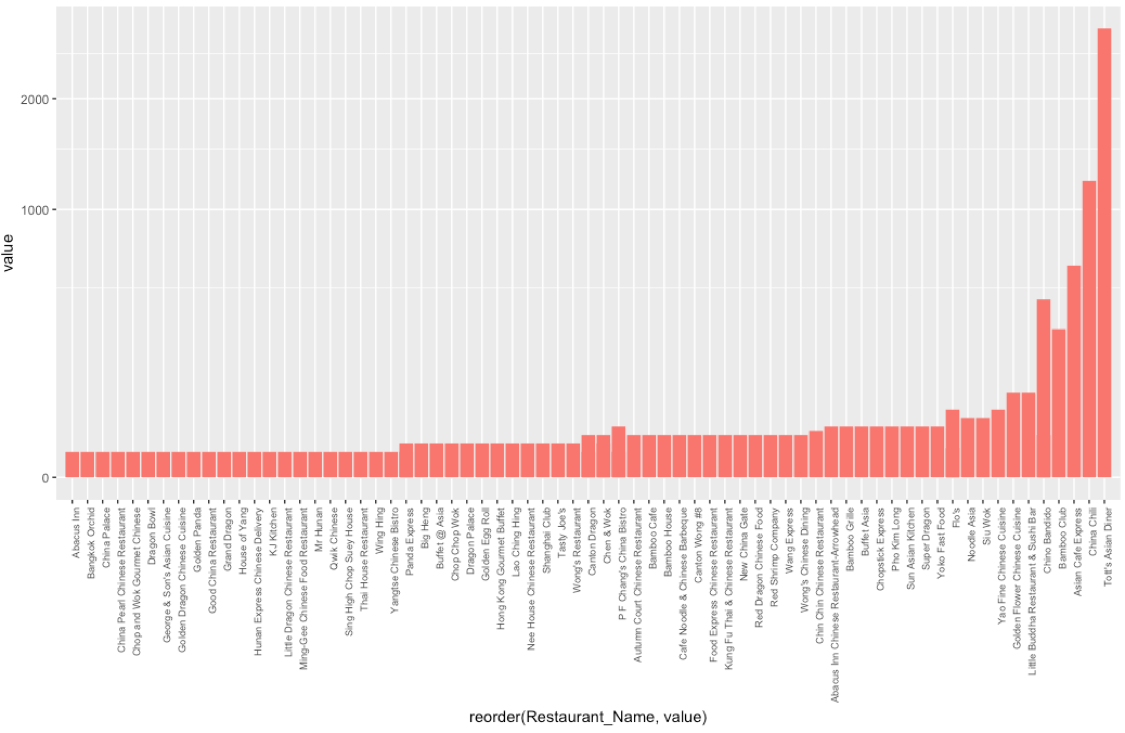 2000
1000
0
value
Abacus Inn
Bangkok Orchid
China Palace
China Pearl Chinese Restaurant
Chop and Wok Gourmet Chinese
Dragon Bowl
George & Son's Asian Cuisine
Golden Dragon Chinese Cuisine
Golden Panda
Good China Restaurant
Grand Dragon
House of Yang
Hunan Express Chinese Delivery
KJ Kitchen
Little Dragon Chinese Restaurant
Ming-Gee Chinese Food Restaurant
Mr Hunan
Qwik Chinese
Sing High Chop Suey House
Thai House Restaurant
Wing Hing
Yangtse Chinese Bistro
Panda Express
Big Heng
Buffet @ Asia
Chop Chop Wok
Dragon Palace
Golden Egg Roll
Hong Kong Gourmet Buffet
Lao Ching Hing
Nee House Chinese Restaurant
Shanghai Club
Tasty Joe's
Wong's Restaurant
Canton Dragon
Chen & Wok
P F Chang's China Bistro
Autumn Court Chinese Restaurant
Bamboo Cafe
Bamboo House
Cafe Noodle & Chinese Barbeque
Canton Wong #8
Food Express Chinese Restaurant
Kung Fu Thai & Chinese Restaurant
New China Gate
Red Dragon Chinese Food
Red Shrimp Company
Wang Express
Wong's Chinese Dining
Chin Chin Chinese Restaurant
Abacus Inn Chinese Restaurant-Arrowhead
Bamboo Grille
Buffet Asia
Chopstick Express
Pho Kim Long
Sun Asian Kitchen
Super Dragon
Yoko Fast Food
Flo's
Noodle Asia
Siu Wok
Yao Fine Chinese Cuisine
Golden Flower Chinese Cuisine
Little Buddha Restaurant & Sushi Bar
Chino Bandido
Bamboo Club
Asian Cafe Express
China Chili
Tott's Asian Diner
reorder(Restaurant_Name, value)